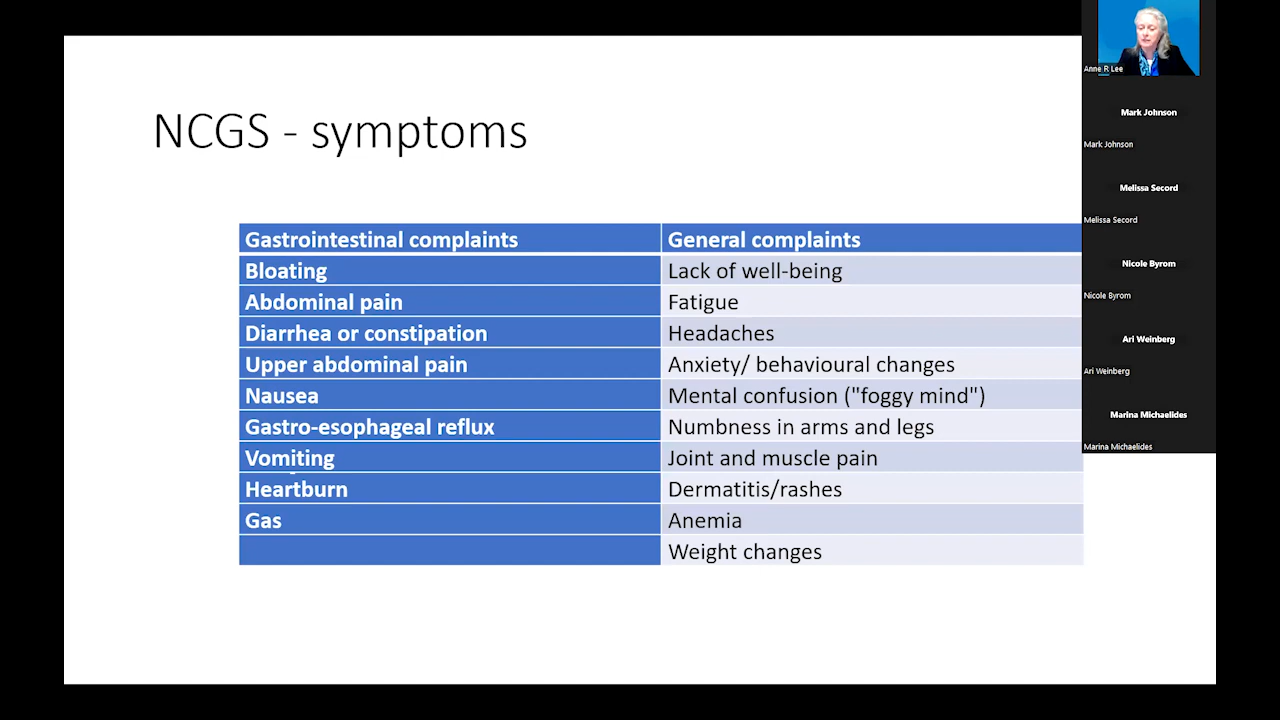 NCGS - symptoms
Gastrointestinal complaints General complaints
Bloating Lack of well-being
Abdominal pain Fatigue
Diarrhea or constipation Headaches
Upper abdominal pain Anxiety/ behavioural changes
Nausea Mental confusion ("foggy mind")
Gastro-esophageal reflux Numbness in arms and legs
Vomiting Joint and muscle pain
Heartburn Dermatitis/rashes
Gas Anemia
Weight changes
Anne R Lee
Mark Johnson
Mark Johnson
Melissa Secord
Melissa Secord
Nicole Byrom
Nicole Byrom
Ari Weinberg
Ari Weinberg
Marina Michaelides
Marina Michaelides